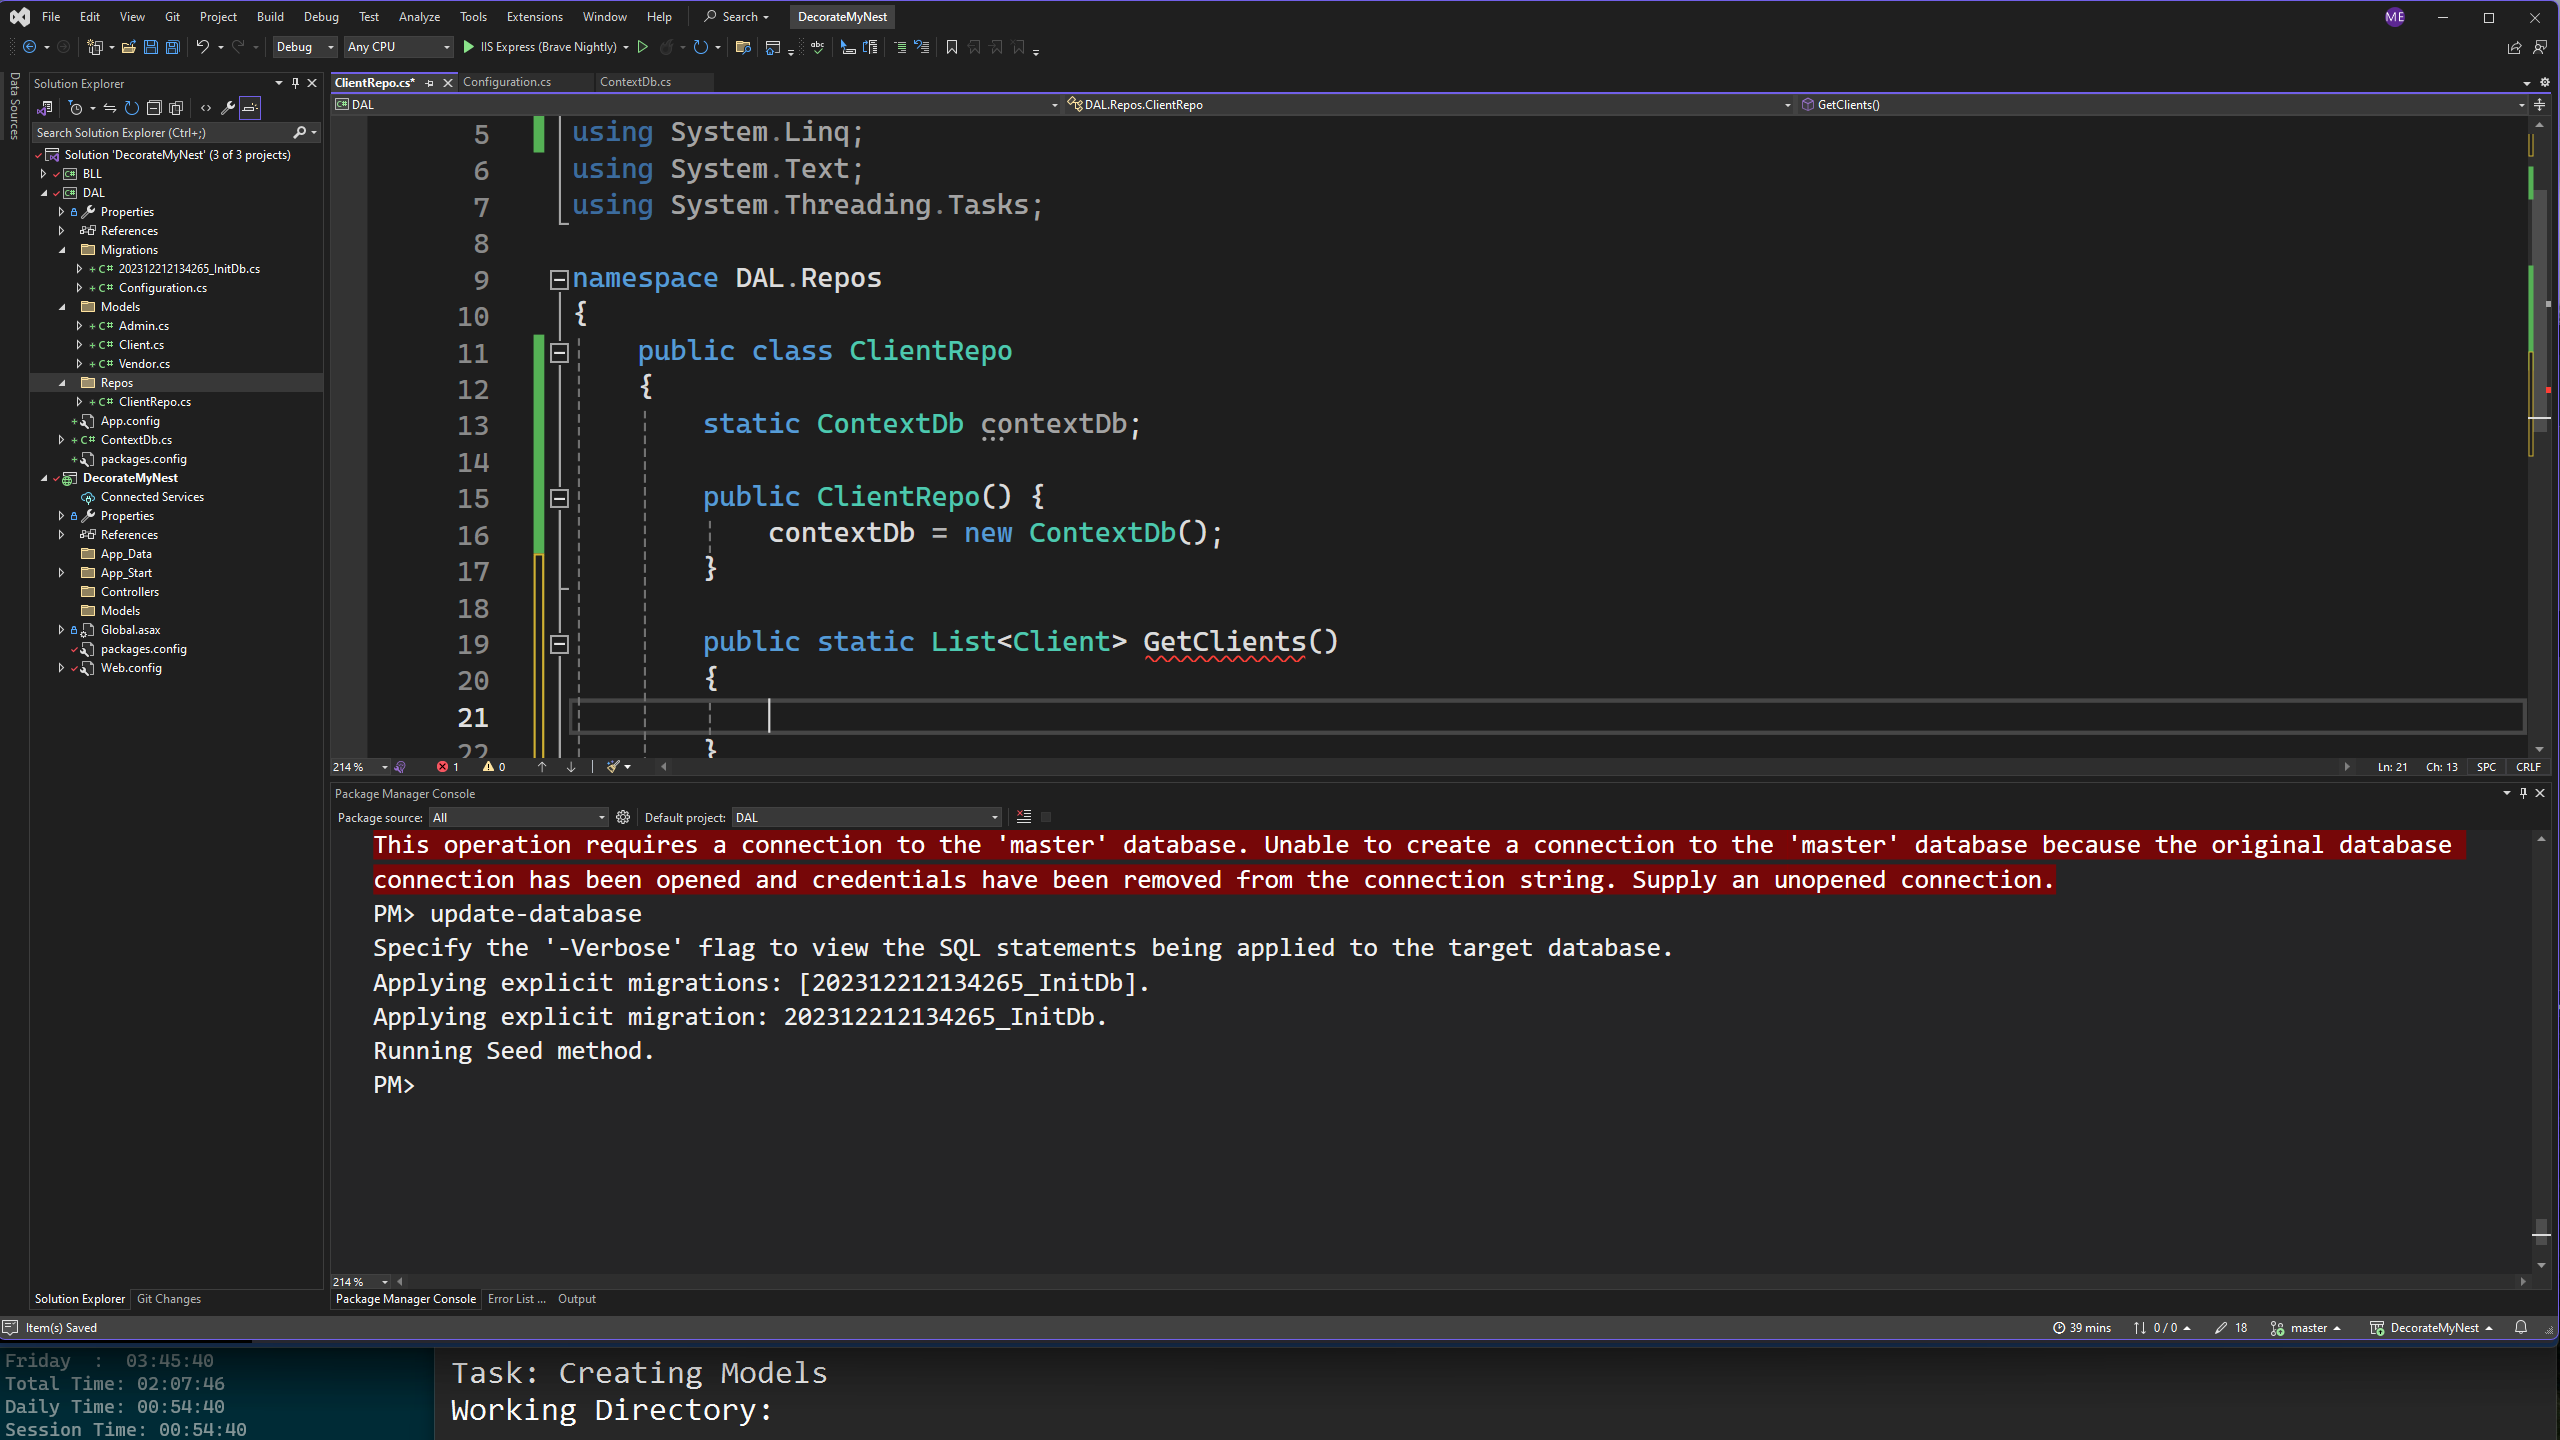 File Edit View Git Project Build Debug Test Analyze Tools Extensions Window Help Search DecorateMyNest ME
Debug Any CPU IIS Express (Brave Nightly)
Data Sources
Solution Explorer
Search Solution Explorer (Ctrl+;)
Solution 'DecorateMyNest' (3 of 3 projects)
BLL
DAL
Properties
References
Migrations
202312212134265_InitDb.cs
Configuration.cs
Models
Admin.cs
Client.cs
Vendor.cs
Repos
ClientRepo.cs
App.config
ContextDb.cs
packages.config
DecorateMyNest
Connected Services
Properties
References
App_Data
App_Start
Controllers
Models
Global.asax
packages.config
Web.config
Solution Explorer Git Changes
ClientRepo.cs* Configuration.cs ContextDb.cs
DAL DAL.Repos.ClientRepo GetClients()
5 using System.Linq;
6 using System.Text;
7 using System.Threading.Tasks;
8
9 namespace DAL.Repos
10 {
11 public class ClientRepo
12 {
13 static ContextDb contextDb;
14
15 public ClientRepo() {
16 contextDb = new ContextDb();
17 }
18
19 public static List<Client> GetClients()
20 {
21
22 }
214 % 1 0 Ln: 21 Ch: 13 SPC CRLF
Package Manager Console
Package source: All Default project: DAL
This operation requires a connection to the 'master' database. Unable to create a connection to the 'master' database because the original database
connection has been opened and credentials have been removed from the connection string. Supply an unopened connection.
PM> update-database
Specify the '-Verbose' flag to view the SQL statements being applied to the target database.
Applying explicit migrations: [202312212134265_InitDb].
Applying explicit migration: 202312212134265_InitDb.
Running Seed method.
PM>
214 %
Package Manager Console Error List ... Output
Item(s) Saved 39 mins 0 / 0 18 master DecorateMyNest
Friday : 03:45:40
Total Time: 02:07:46
Daily Time: 00:54:40
Session Time: 00:54:40
Task: Creating Models
Working Directory: